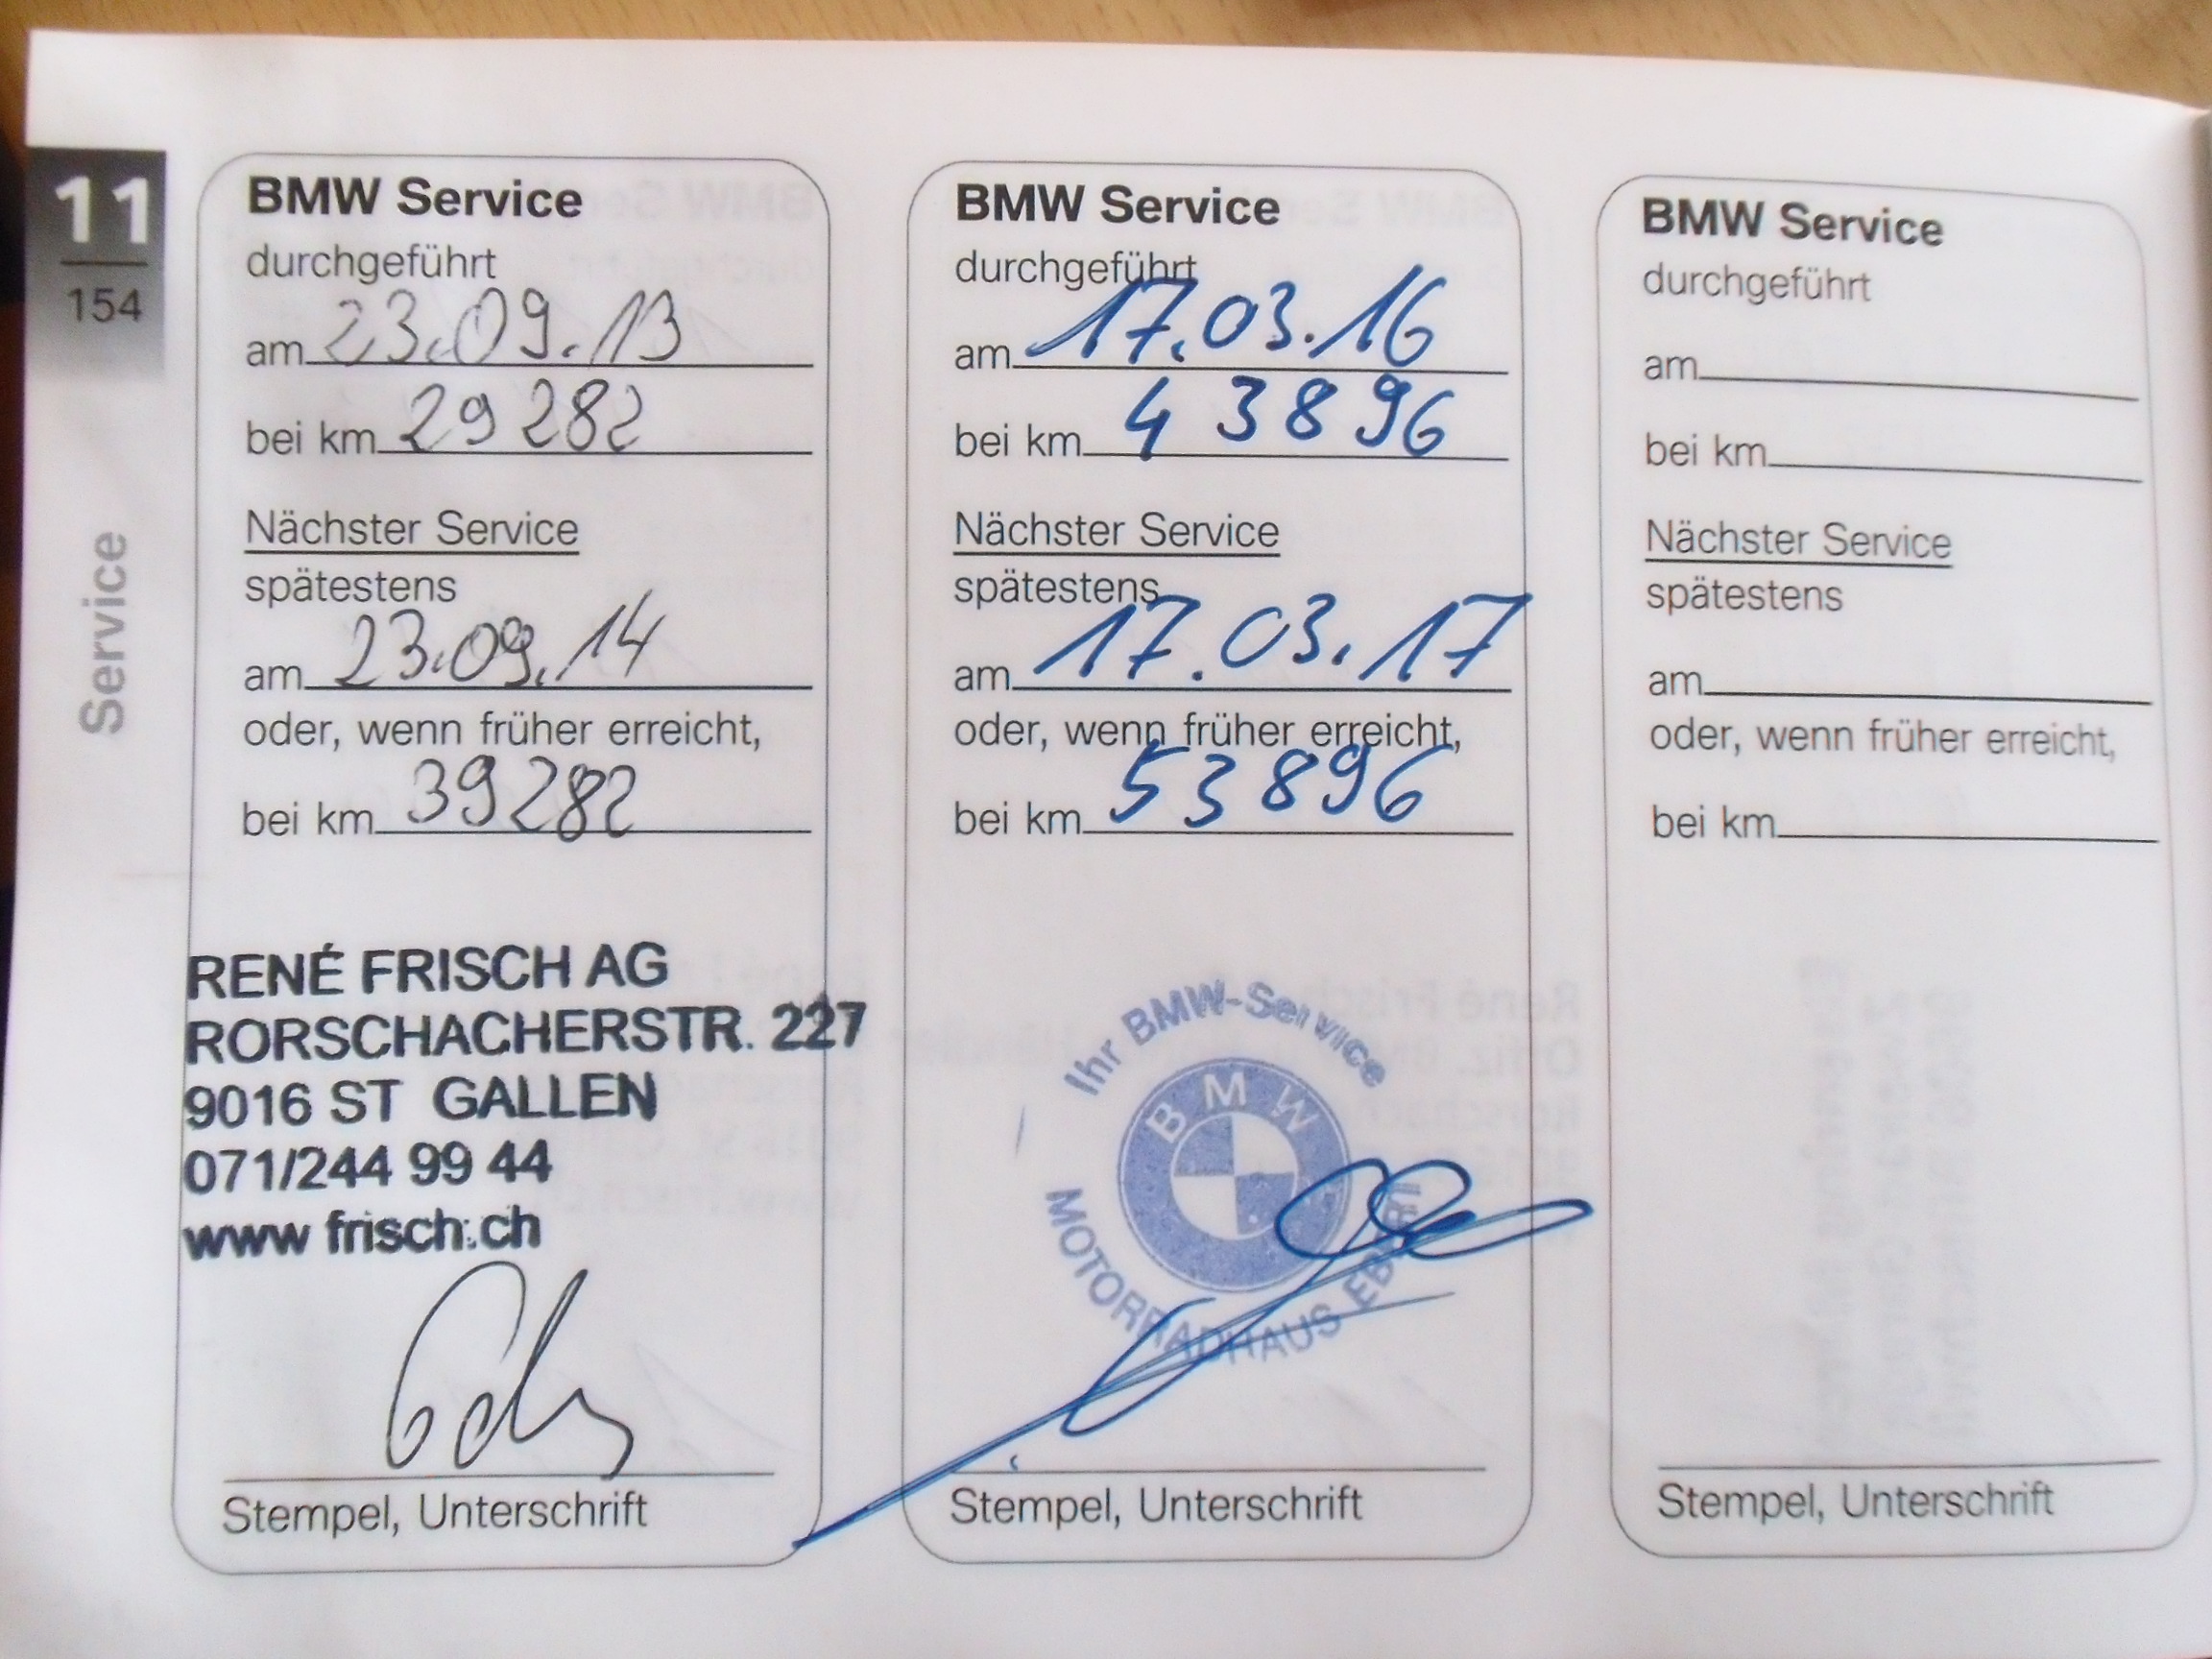 11
154
Service
BMW Service
durchgeführt
am 23.09.13
bei km 29282
Nächster Service
spätestens
am 23.09.14
oder, wenn früher erreicht,
bei km 39282
RENÉ FRISCH AG
RORSCHACHERSTR. 227
9016 ST GALLEN
071/244 99 44
www frisch.ch
Stempel, Unterschrift
BMW Service
durchgeführt
am 17.03.16
bei km 43896
Nächster Service
spätestens
am 17.03.17
oder, wenn früher erreicht,
bei km 53896
Ihr BMW-Service
BMW
MOTORRADHAUS
Stempel, Unterschrift
BMW Service
durchgeführt
am
bei km
Nächster Service
spätestens
am
oder, wenn früher erreicht,
bei km
Stempel, Unterschrift